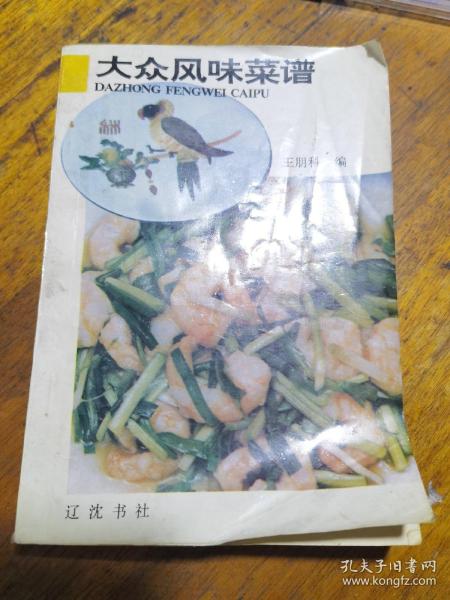 大众风味菜谱
DAZHONG FENGWEI CAIPU
王朋科 编
辽沈书社
孔夫子旧书网
www.kongfz.com